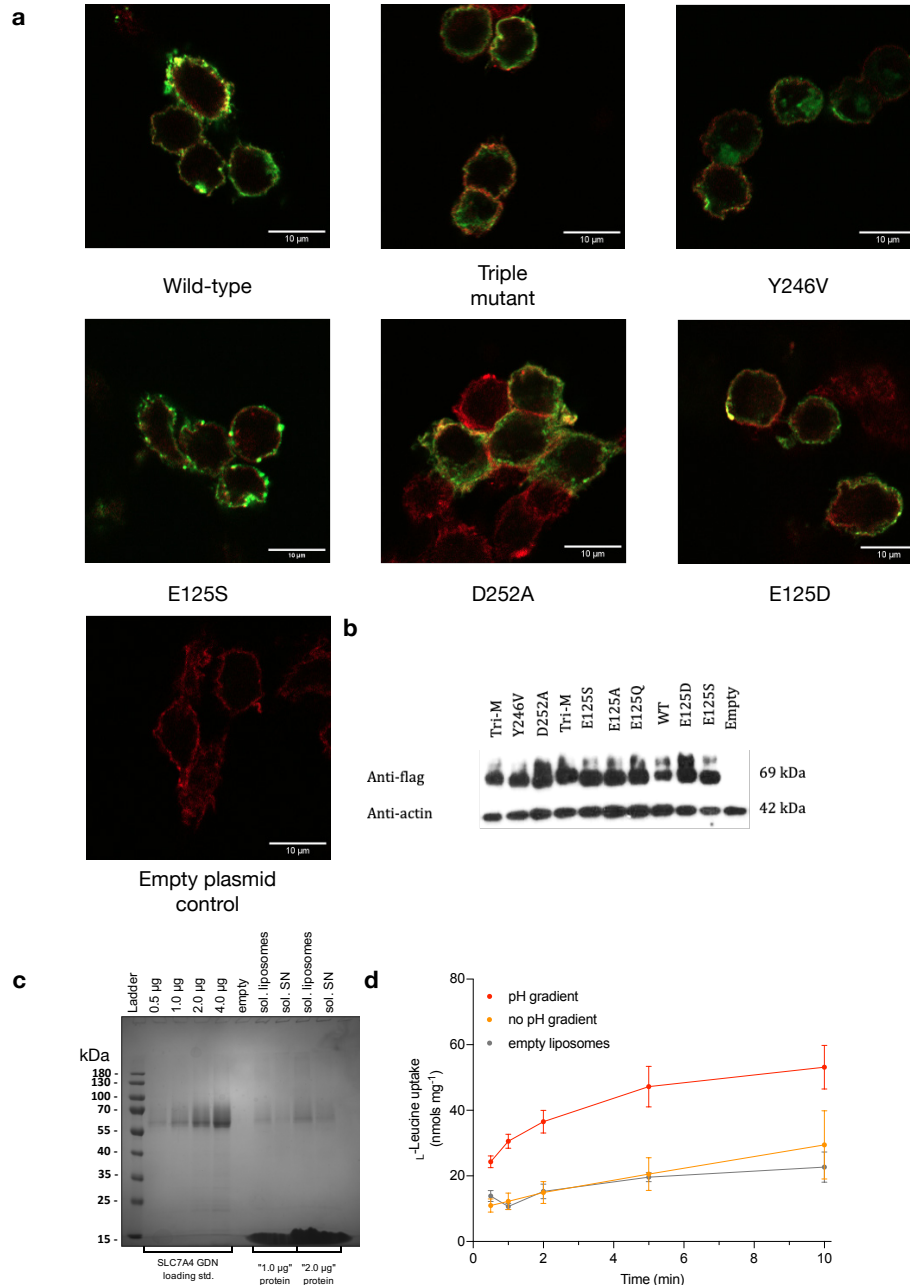 a
10 µm
10 µm
10 µm
Wild-type
Triple
mutant
Y246V
10 µm
10 µm
10 µm
E125S
D252A
E125D
10 µm
Empty plasmid
control
b
Tri-M
Y246V
D252A
Tri-M
E125S
E125A
E125Q
WT
E125D
E125S
Empty
Anti-flag
69 kDa
Anti-actin
42 kDa
c
Ladder
0.5 µg
1.0 µg
2.0 µg
4.0 µg
empty
sol. liposomes
sol. SN
sol. liposomes
sol. SN
kDa
180 -
130 -
100 -
70 -
55 -
40 -
35 -
25 -
15 -
SLC7A4 GDN
loading std.
"1.0 µg"
protein
"2.0 µg"
protein
d
pH gradient
no pH gradient
empty liposomes
L-Leucine uptake
(nmols mg-1)
80
60
40
20
0
0
2
4
6
8
10
Time (min)